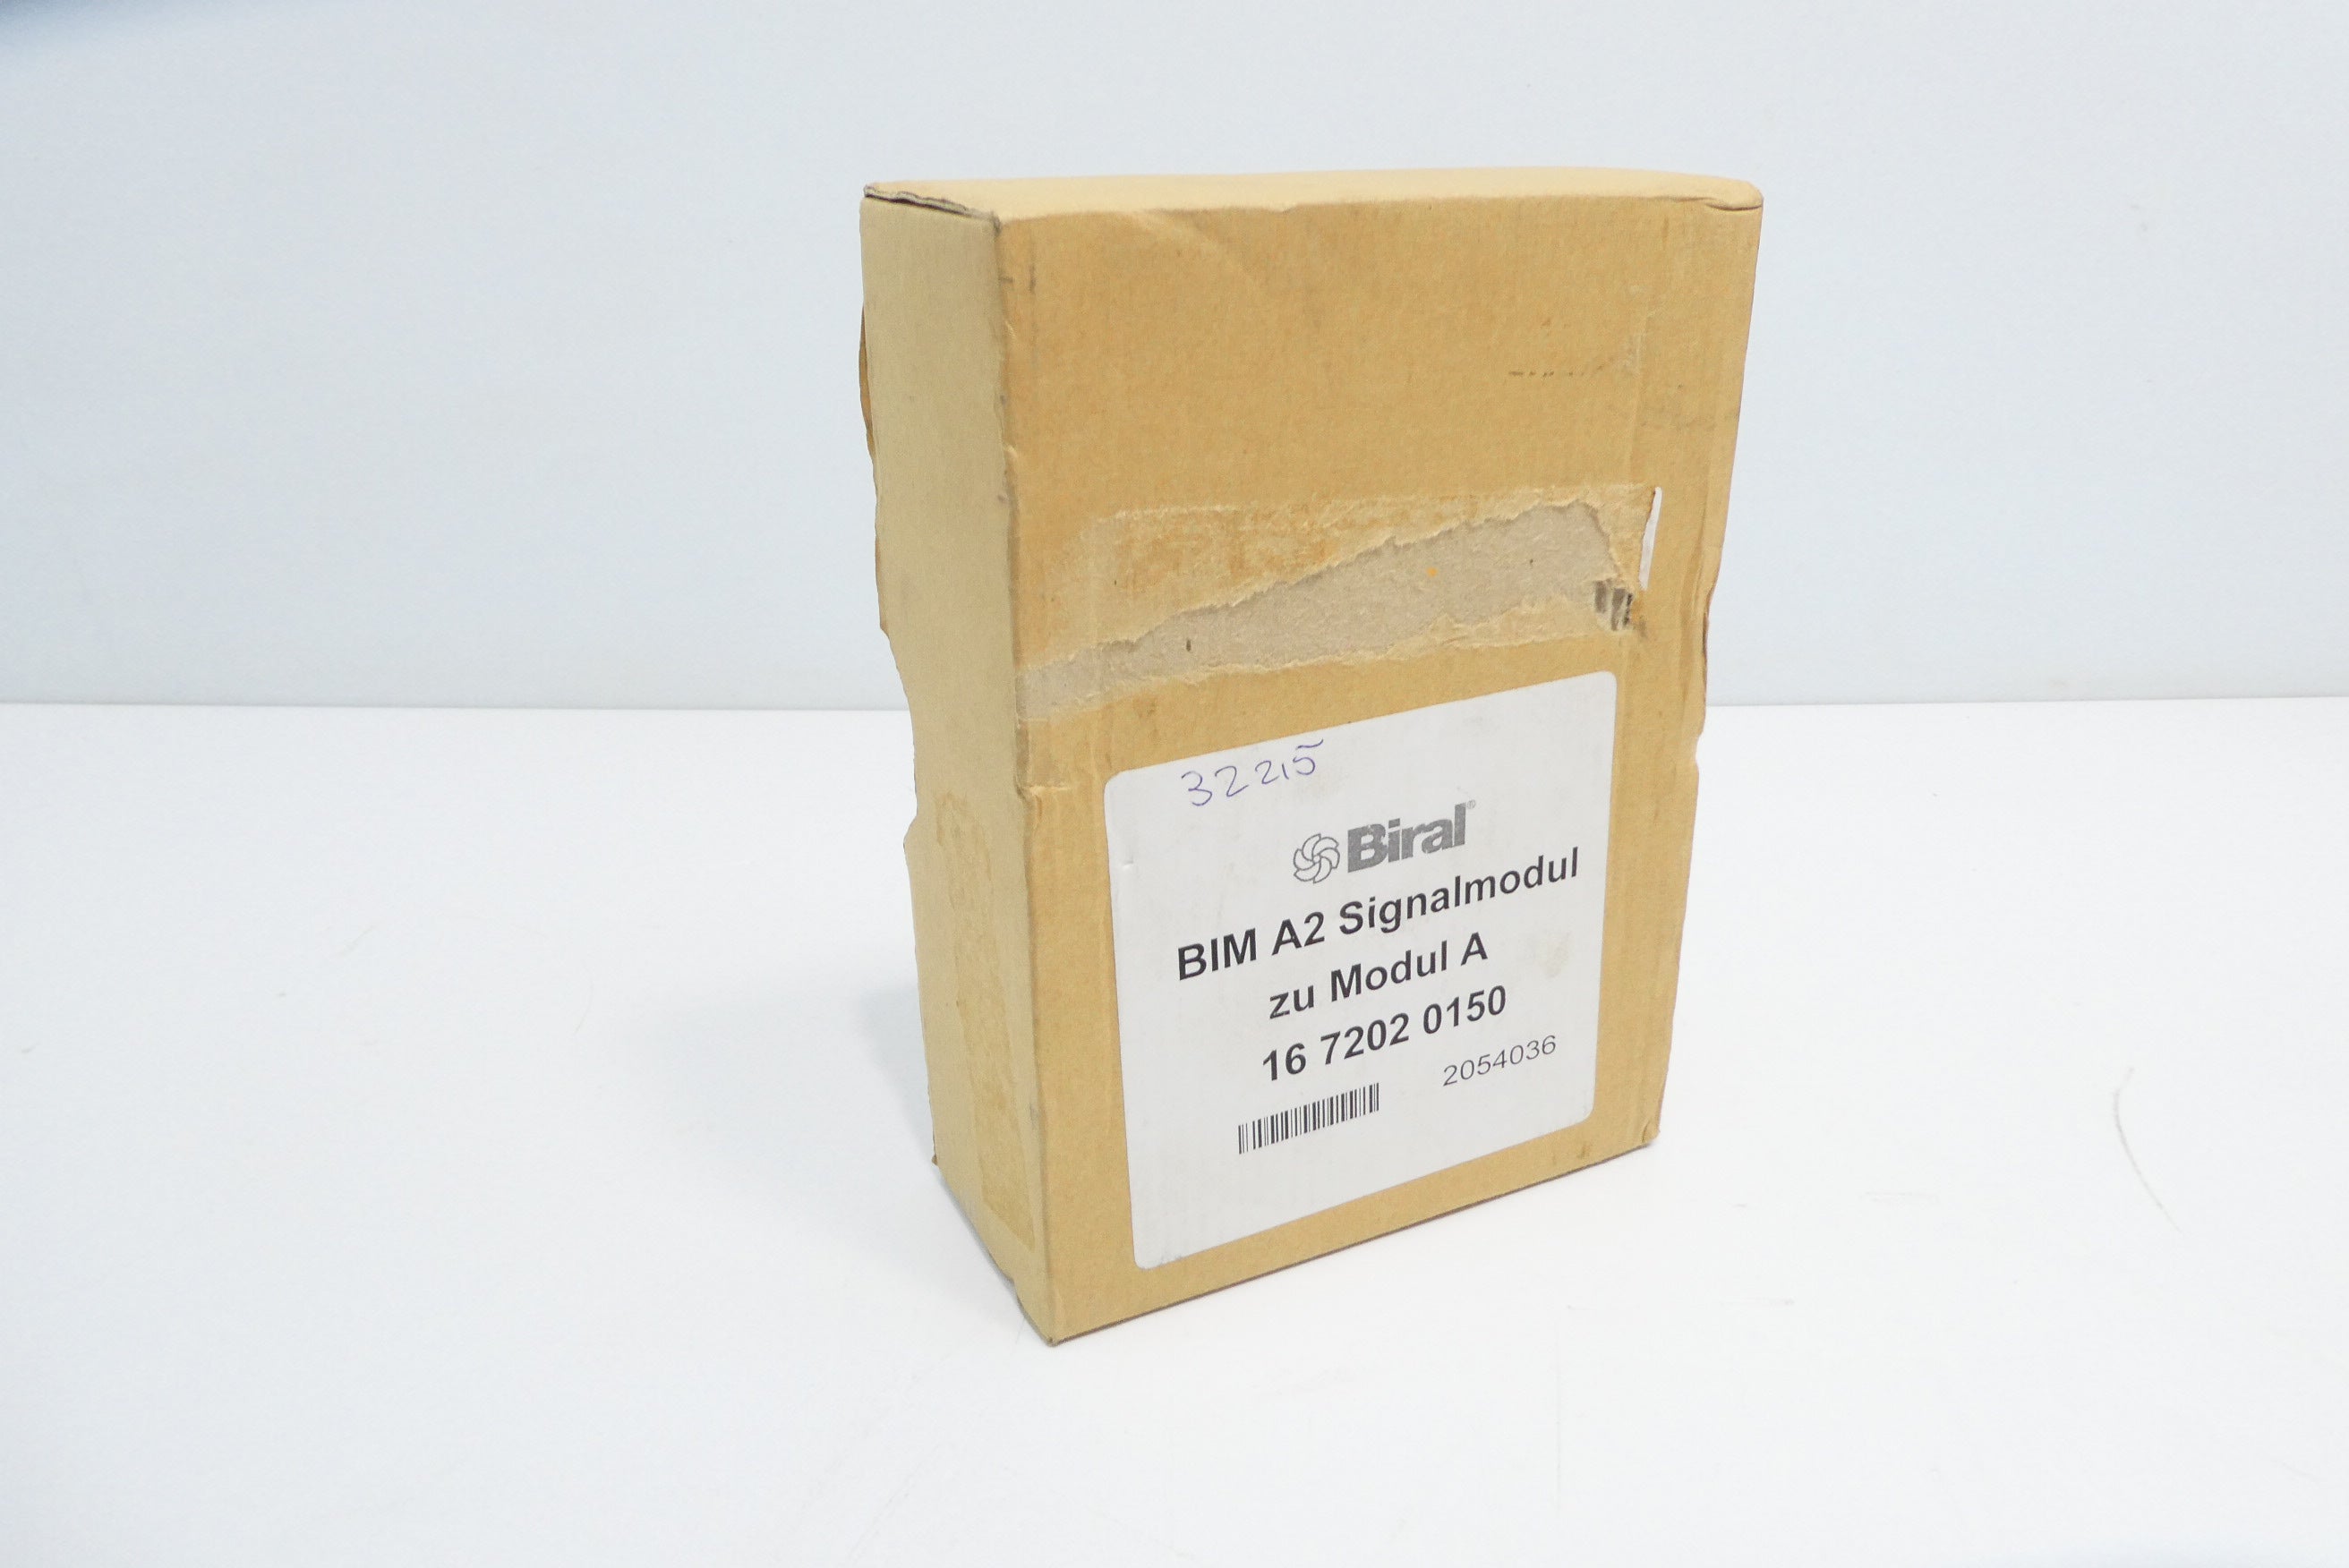 32215
Biral®
BIM A2 Signalmodul
zu Modul A
16 7202 0150
2054036